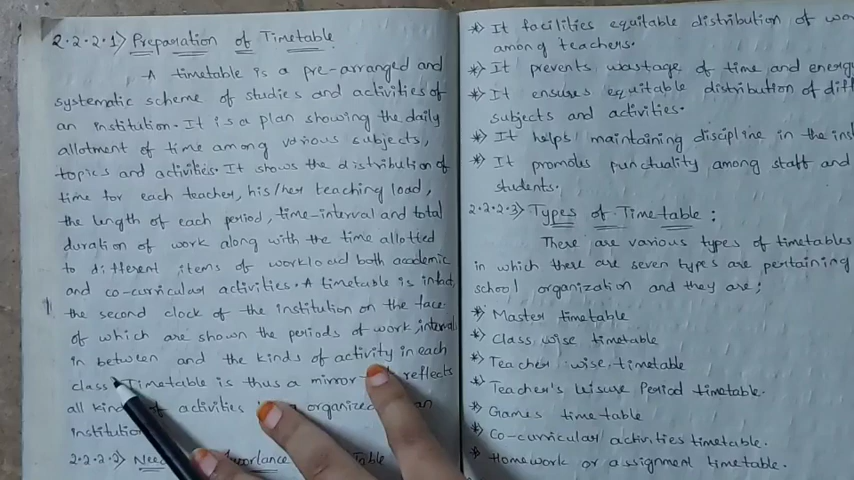 2.2.2.1) Preparation of Timetable
A timetable is a pre-arranged and
systematic scheme of studies and activities of
an institution. It is a plan showing the daily
allotment of time among various subjects,
topics and activities. It shows the distribution of
time for each teacher, his/her teaching load,
the length of each period, time-interval and total
duration of work along with the time allotted
to different items of workload both academic
and co-curricular activities. A timetable is infact,
the second clock of the institution on the face
of which are shown the periods of work, interval
in between and the kinds of activity in each
class. Timetable is thus a mirror reflects
all kind of activities organized an
institution
2.2.2.2) Need Table
* It facilities equitable distribution of wo
among teachers.
* It prevents wastage of time and energy
* It ensures equitable distribution of diff
subjects and activities.
* It helps maintaining discipline in the ins
* It promots punctuality among staff and
students.
2.2.2.3) Types of Timetable :
There are various types of timetables
in which there are seven types are pertaining
school organization and they are;
* Master timetable
* Class wise timetable
* Teacher wise timetable
* Teacher's leisure Period timetable.
* Games timetable
* Co-curricular activities timetable.
* Homework or assignment timetable.